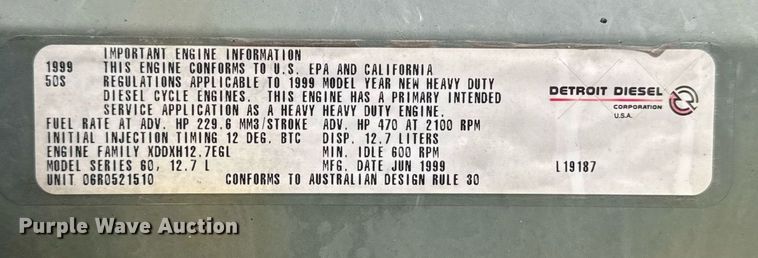 IMPORTANT ENGINE INFORMATION
1999 THIS ENGINE CONFORMS TO U.S. EPA AND CALIFORNIA
50S REGULATIONS APPLICABLE TO 1999 MODEL YEAR NEW HEAVY DUTY
DIESEL CYCLE ENGINES. THIS ENGINE HAS A PRIMARY INTENDED
SERVICE APPLICATION AS A HEAVY HEAVY DUTY ENGINE.
FUEL RATE AT ADV. HP 229.6 MM3/STROKE ADV. HP 470 AT 2100 RPM
INITIAL INJECTION TIMING 12 DEG. BTC DISP. 12.7 LITERS
ENGINE FAMILY XDDXH12.7EGL MIN. IDLE 600 RPM
MODEL SERIES 60, 12.7 L MFG. DATE JUN 1999 L19187
UNIT 06R0521510 CONFORMS TO AUSTRALIAN DESIGN RULE 30
DETROIT DIESEL
CORPORATION
U.S.A.
Purple Wave Auction